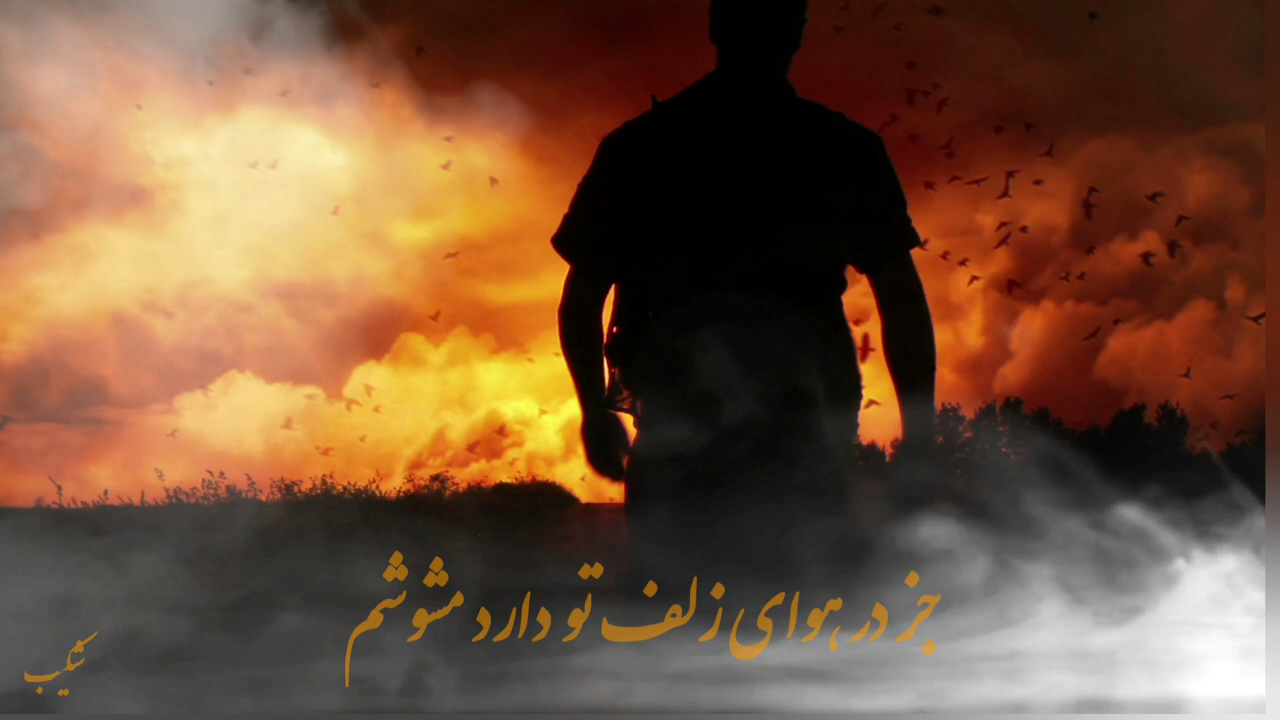 جز در هوای زلف تو دارد مشوشم
شکیب